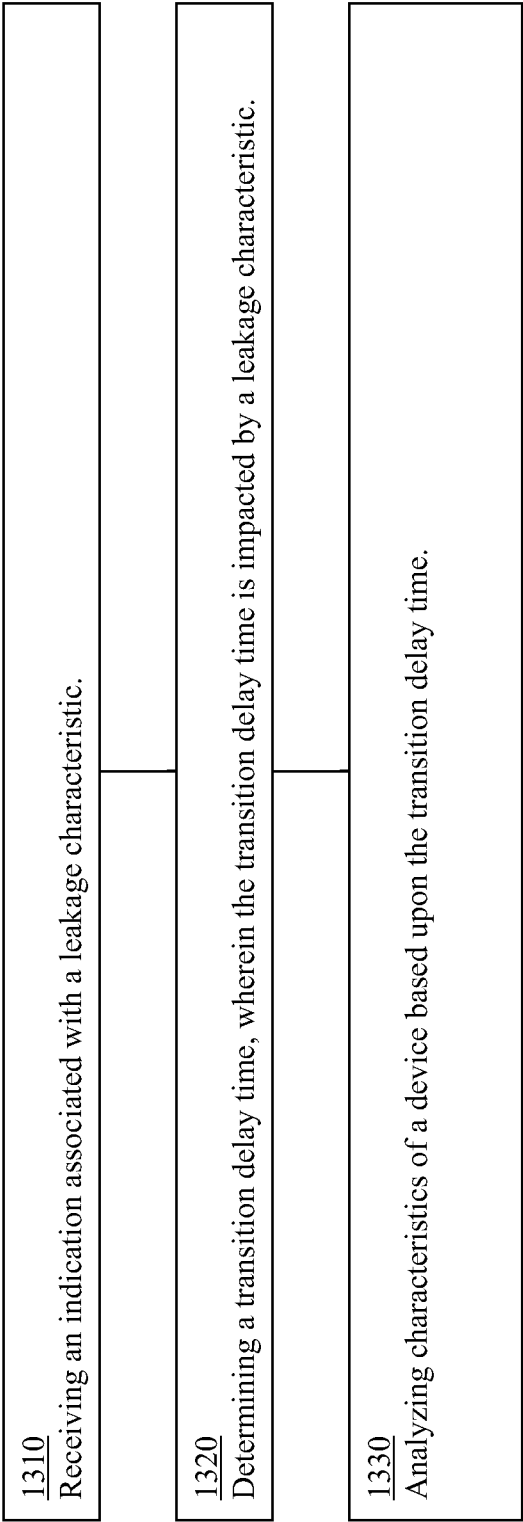 1310
Receiving an indication associated with a leakage characteristic.
1320
Determining a transition delay time, wherein the transition delay time is impacted by a leakage characteristic.
1330
Analyzing characteristics of a device based upon the transition delay time.